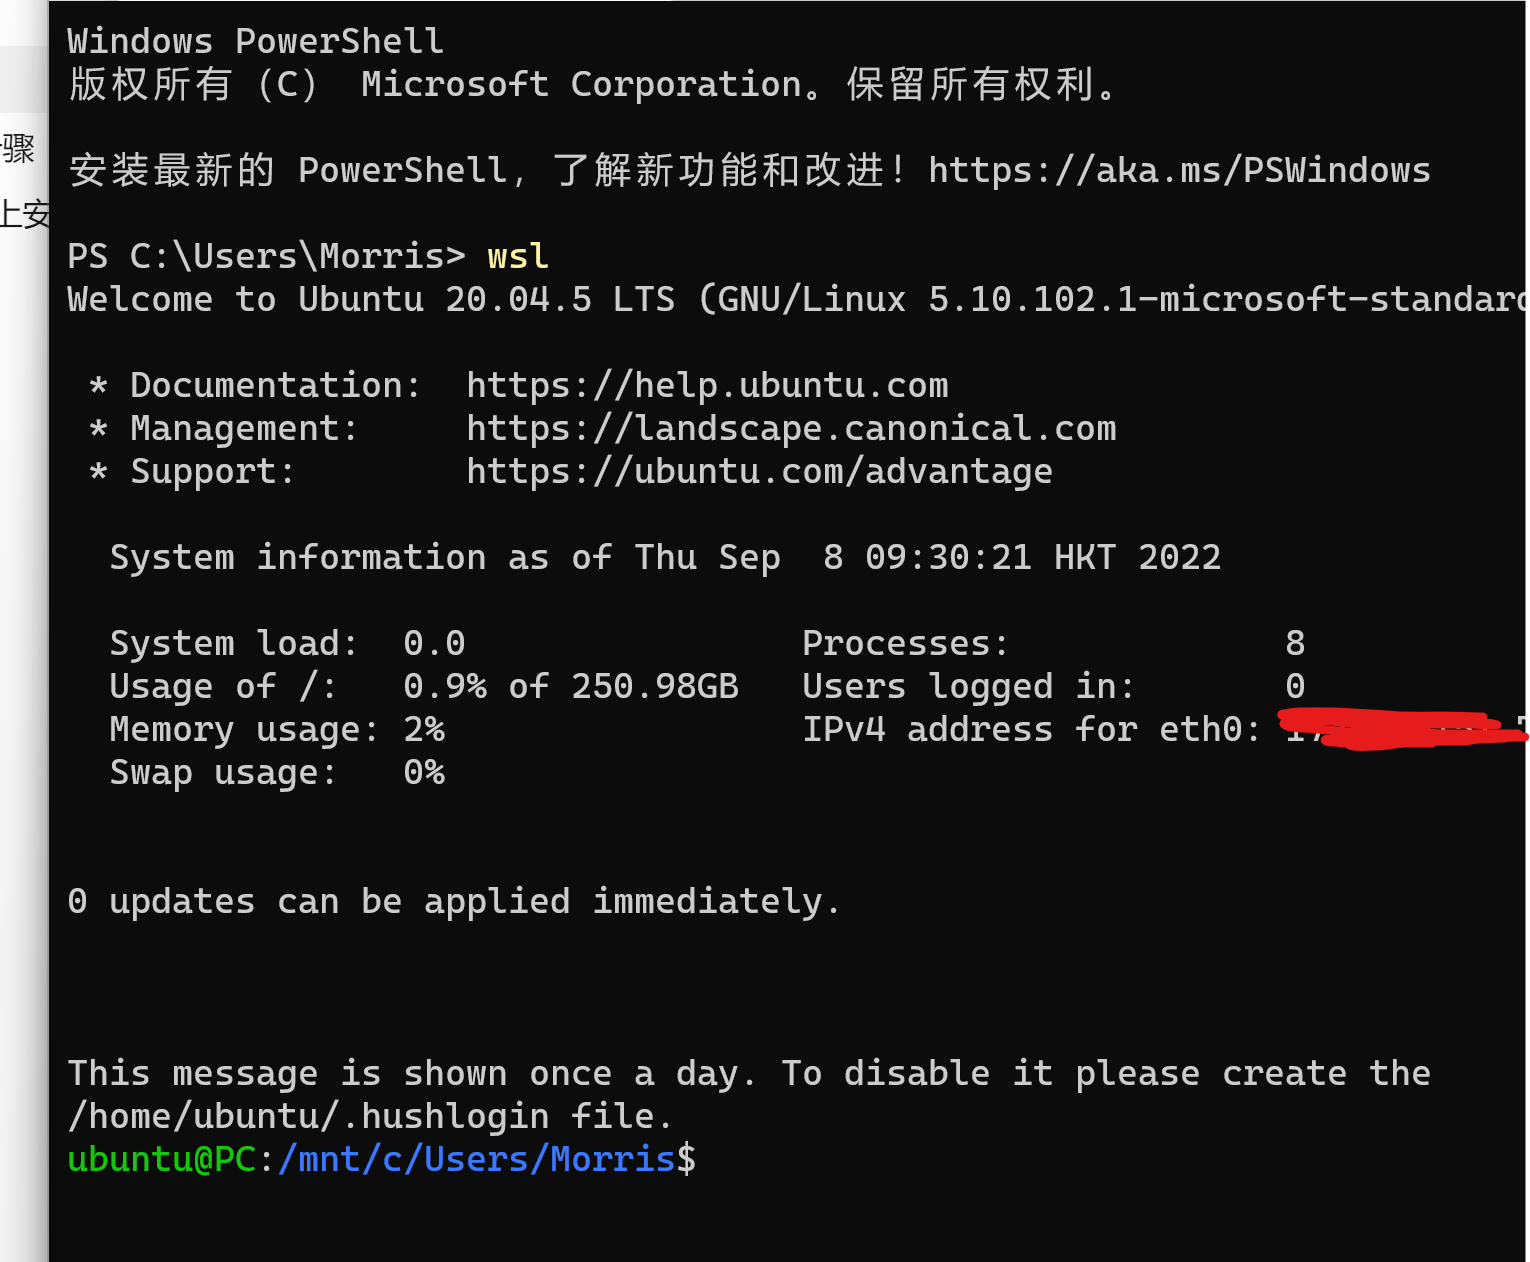 Windows PowerShell
版权所有（C） Microsoft Corporation。保留所有权利。
安装最新的 PowerShell，了解新功能和改进！https://aka.ms/PSWindows
PS C:\Users\Morris> wsl
Welcome to Ubuntu 20.04.5 LTS (GNU/Linux 5.10.102.1-microsoft-standard
* Documentation:  https://help.ubuntu.com
* Management:     https://landscape.canonical.com
* Support:        https://ubuntu.com/advantage
System information as of Thu Sep  8 09:30:21 HKT 2022
System load:  0.0                Processes:             8
Usage of /:   0.9% of 250.98GB   Users logged in:       0
Memory usage: 2%                 IPv4 address for eth0:
Swap usage:   0%
0 updates can be applied immediately.
This message is shown once a day. To disable it please create the
/home/ubuntu/.hushlogin file.
ubuntu@PC:/mnt/c/Users/Morris$
骤
上安